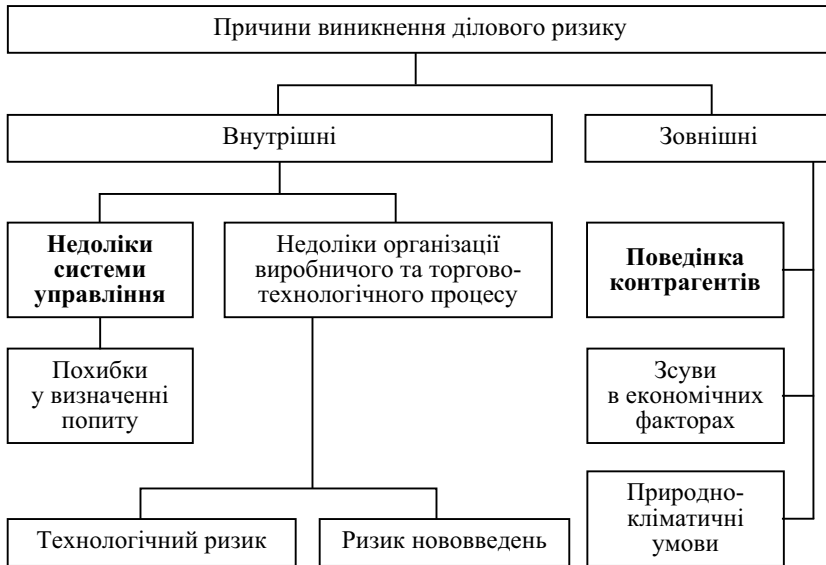 Причини виникнення ділового ризику
Внутрішні
Зовнішні
Недоліки
системи
управління
Недоліки організації
виробничого та торгово-
технологічного процесу
Поведінка
контрагентів
Похибки
у визначенні
попиту
Зсуви
в економічних
факторах
Технологічний ризик
Ризик нововведень
Природно-
кліматичні
умови